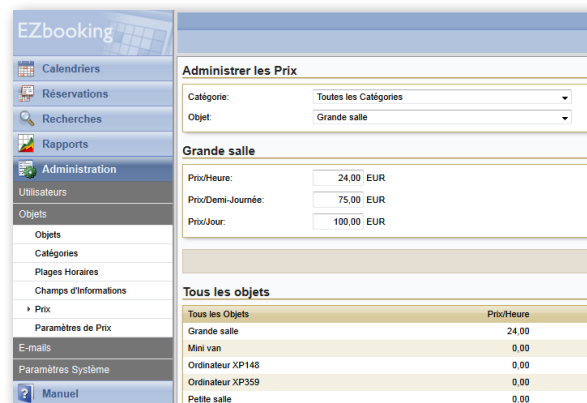 EZbooking
Calendriers
Réservations
Recherches
Rapports
Administration
Utilisateurs
Objets
Objets
Catégories
Plages Horaires
Champs d'Informations
Prix
Paramètres de Prix
E-mails
Paramètres Système
Manuel
Administrer les Prix
Catégorie: Toutes les Catégories
Objet: Grande salle
Grande salle
Prix/Heure: 24,00 EUR
Prix/Demi-Journée: 75,00 EUR
Prix/Jour: 100,00 EUR
Tous les objets
Tous les Objets Prix/Heure
Grande salle 24,00
Mini van 0,00
Ordinateur XP148 0,00
Ordinateur XP359 0,00
Petite salle 0,00